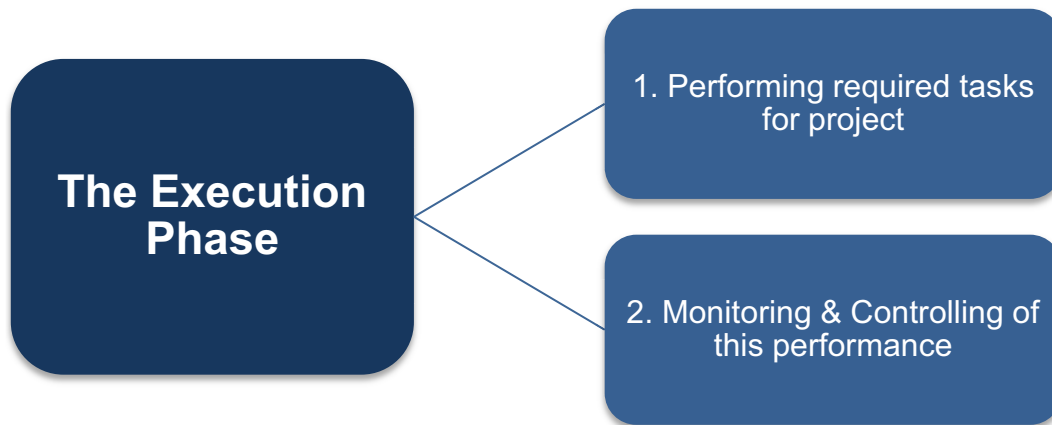 The Execution
Phase
1. Performing required tasks
for project
2. Monitoring & Controlling of
this performance